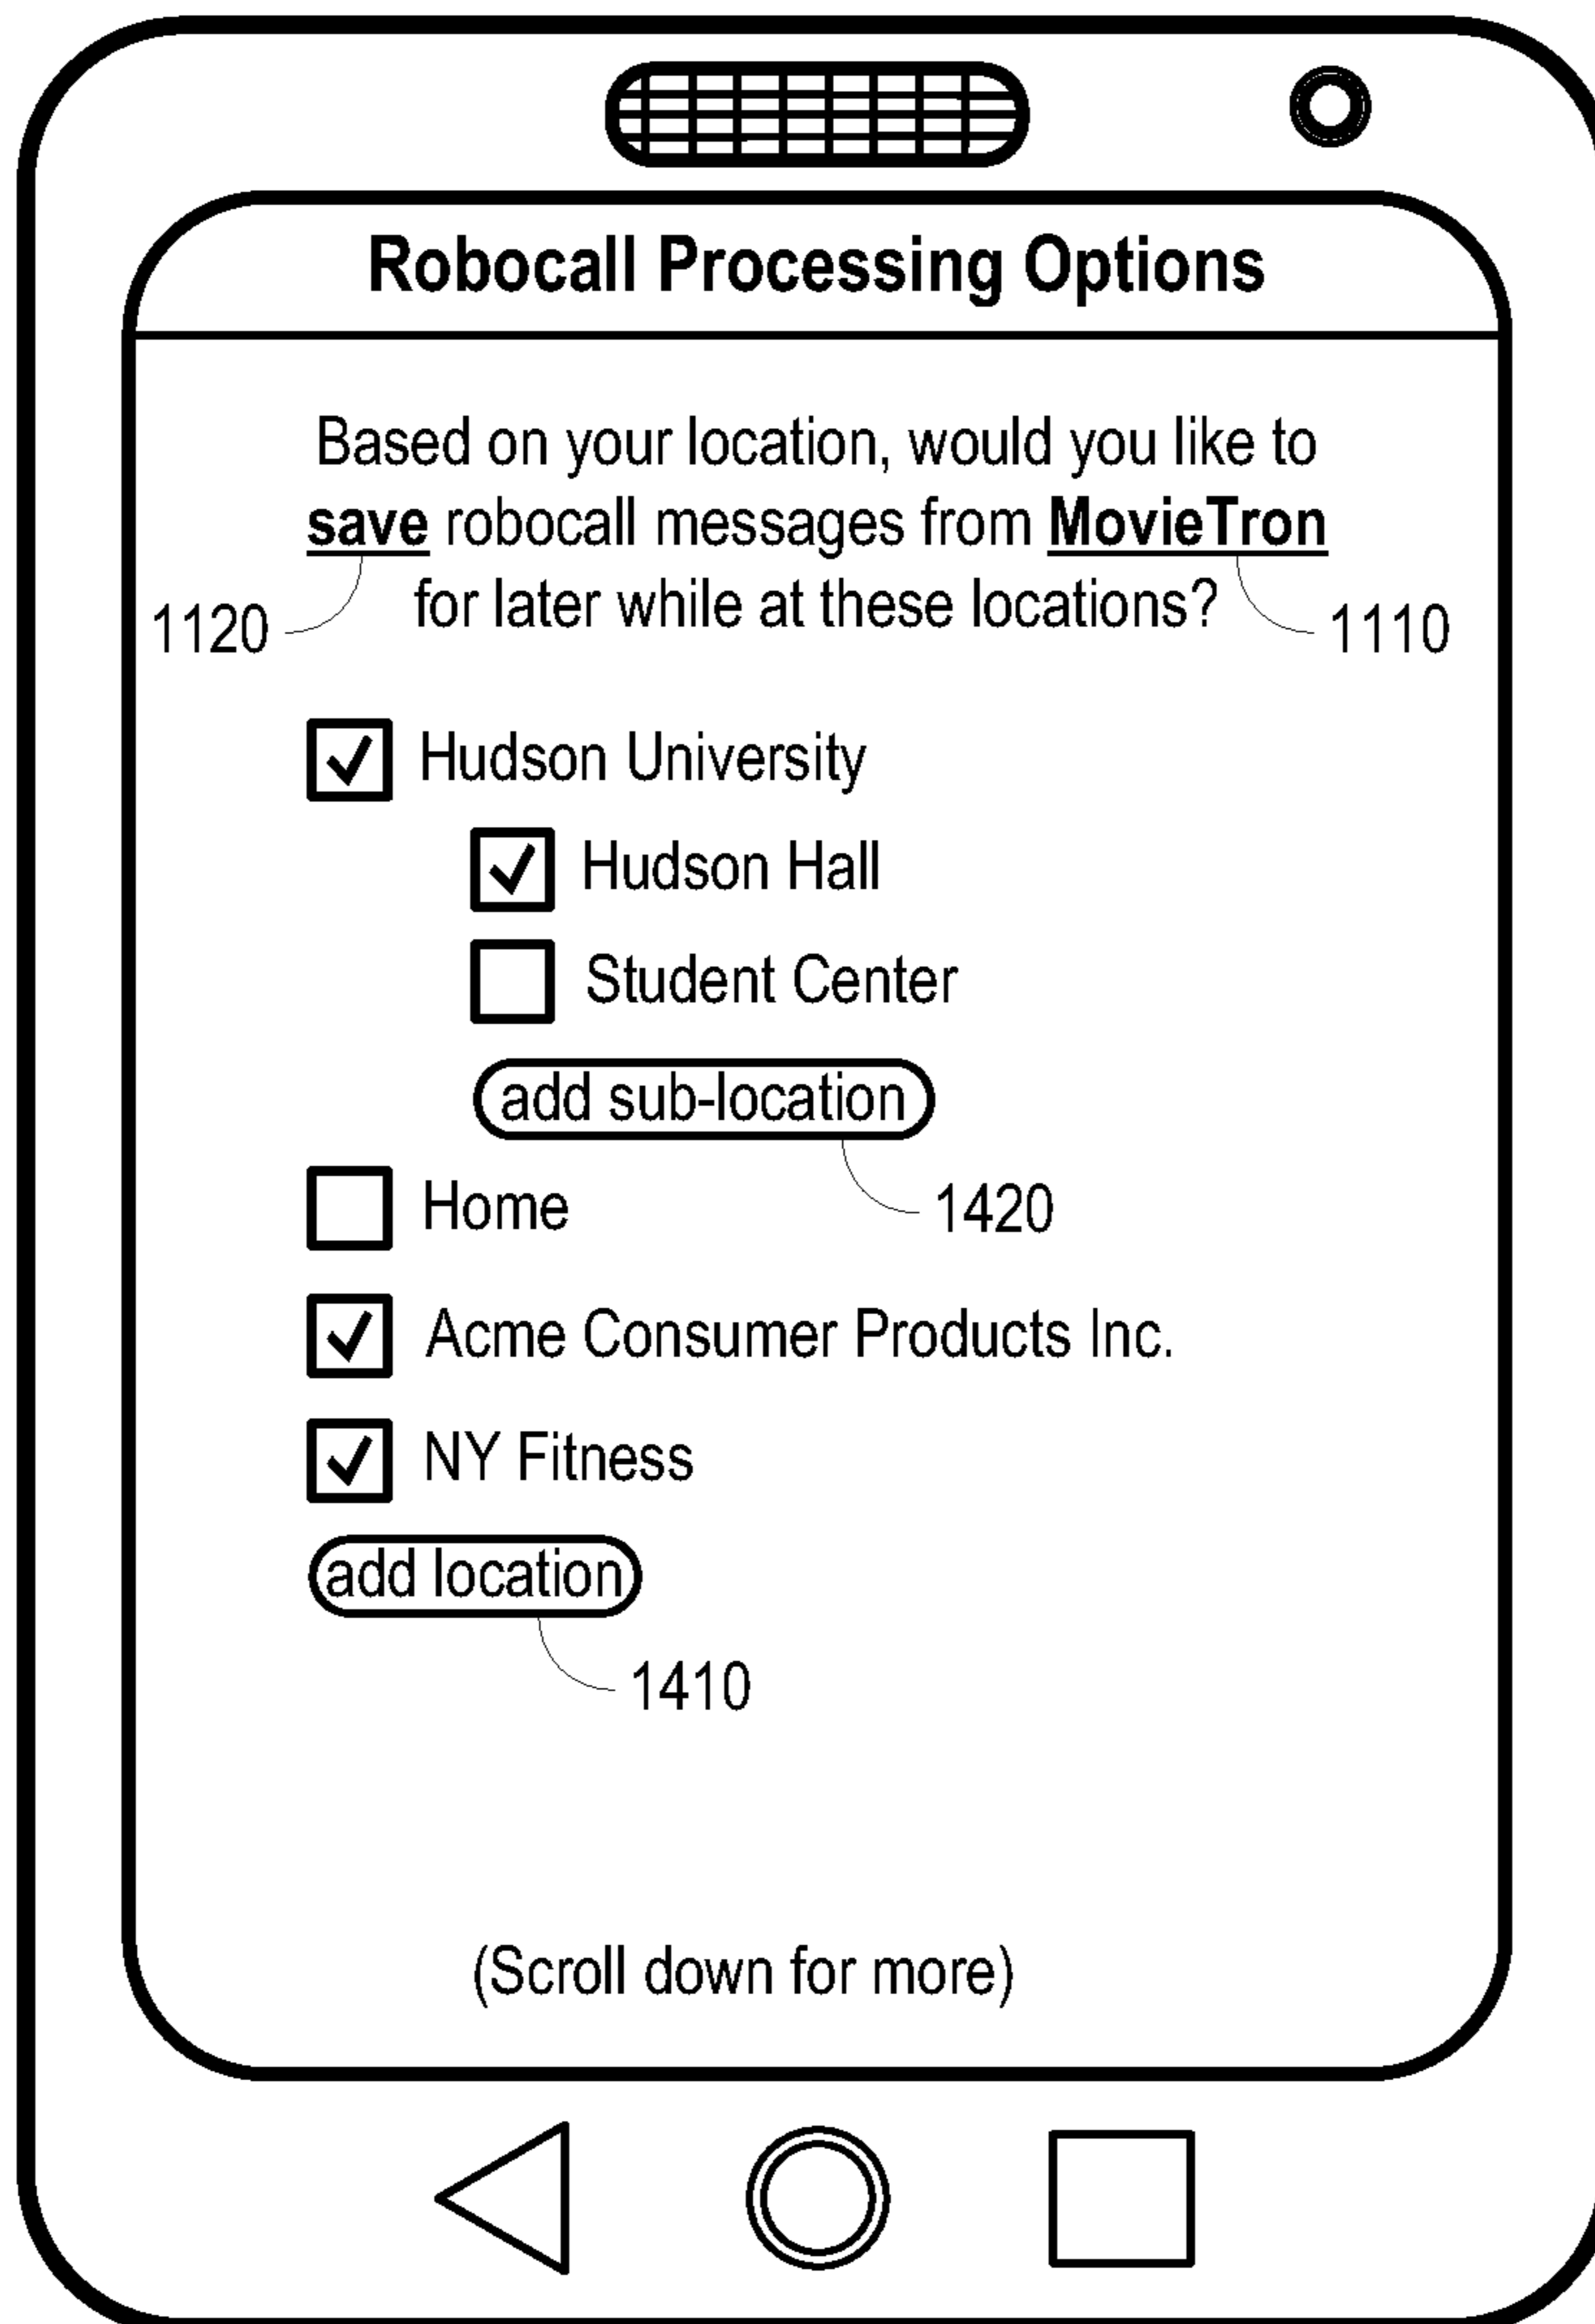 Robocall Processing Options
Based on your location, would you like to
save robocall messages from MovieTron
for later while at these locations?
1120
1110
Hudson University
Hudson Hall
Student Center
add sub-location
1420
Home
Acme Consumer Products Inc.
NY Fitness
add location
1410
(Scroll down for more)